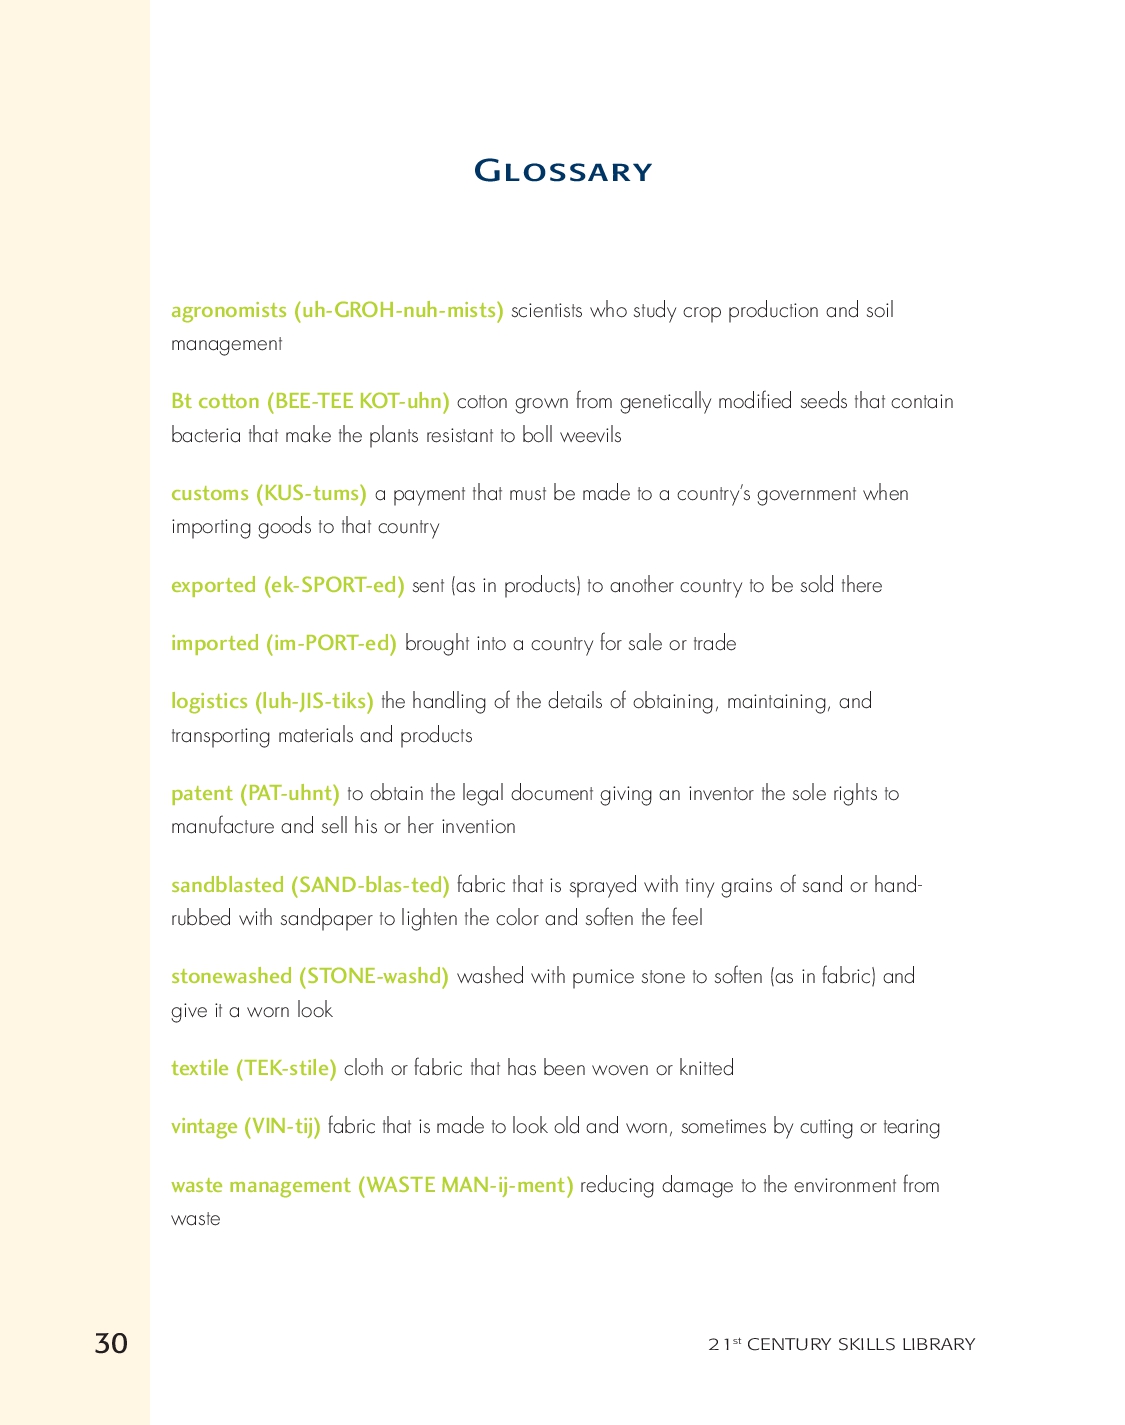 Glossary
agronomists (uh-GROH-nuh-mists) scientists who study crop production and soil
management
Bt cotton (BEE-TEE KOT-uhn) cotton grown from genetically modified seeds that contain
bacteria that make the plants resistant to boll weevils
customs (KUS-tums) a payment that must be made to a country’s government when
importing goods to that country
exported (ek-SPORT-ed) sent (as in products) to another country to be sold there
imported (im-PORT-ed) brought into a country for sale or trade
logistics (luh-JIS-tiks) the handling of the details of obtaining, maintaining, and
transporting materials and products
patent (PAT-uhnt) to obtain the legal document giving an inventor the sole rights to
manufacture and sell his or her invention
sandblasted (SAND-blas-ted) fabric that is sprayed with tiny grains of sand or hand-
rubbed with sandpaper to lighten the color and soften the feel
stonewashed (STONE-washd) washed with pumice stone to soften (as in fabric) and
give it a worn look
textile (TEK-stile) cloth or fabric that has been woven or knitted
vintage (VIN-tij) fabric that is made to look old and worn, sometimes by cutting or tearing
waste management (WASTE MAN-ij-ment) reducing damage to the environment from
waste
30
21st CENTURY SKILLS LIBRARY